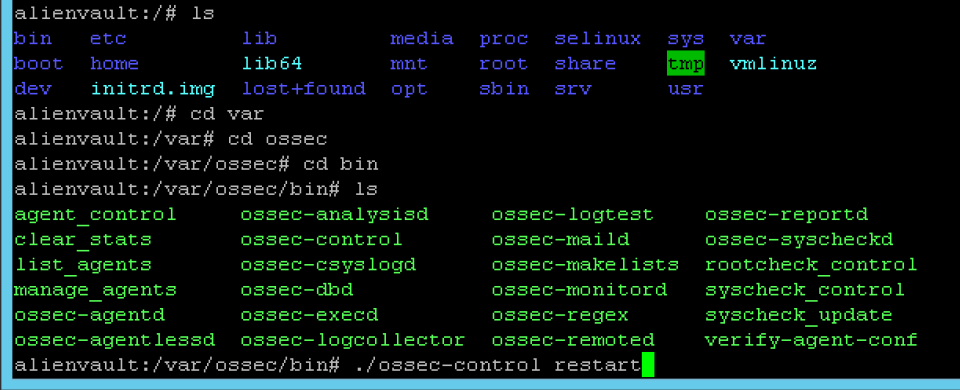 alienvault:/# ls
bin etc lib media proc selinux sys var
boot home lib64 mnt root share tmp vmlinuz
dev initrd.img lost+found opt sbin srv usr
alienvault:/# cd var
alienvault:/var# cd ossec
alienvault:/var/ossec# cd bin
alienvault:/var/ossec/bin# ls
agent_control ossec-analysisd ossec-logtest ossec-reportd
clear_stats ossec-control ossec-maild ossec-syscheckd
list_agents ossec-csyslogd ossec-makelists rootcheck_control
manage_agents ossec-dbd ossec-monitord syscheck_control
ossec-agentd ossec-execd ossec-regex syscheck_update
ossec-agentlessd ossec-logcollector ossec-remoted verify-agent-conf
alienvault:/var/ossec/bin# ./ossec-control restart